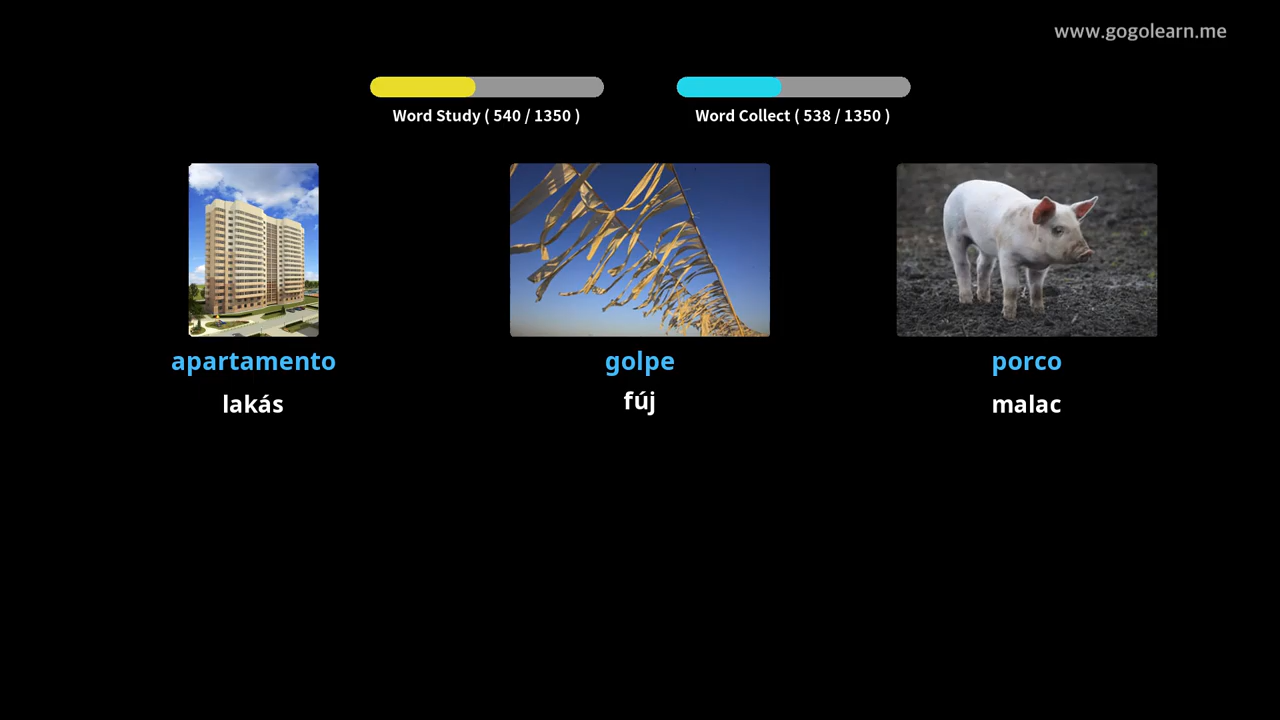 www.gogolearn.me
Word Study ( 540 / 1350 )
Word Collect ( 538 / 1350 )
apartamento
golpe
porco
lakás
fúj
malac